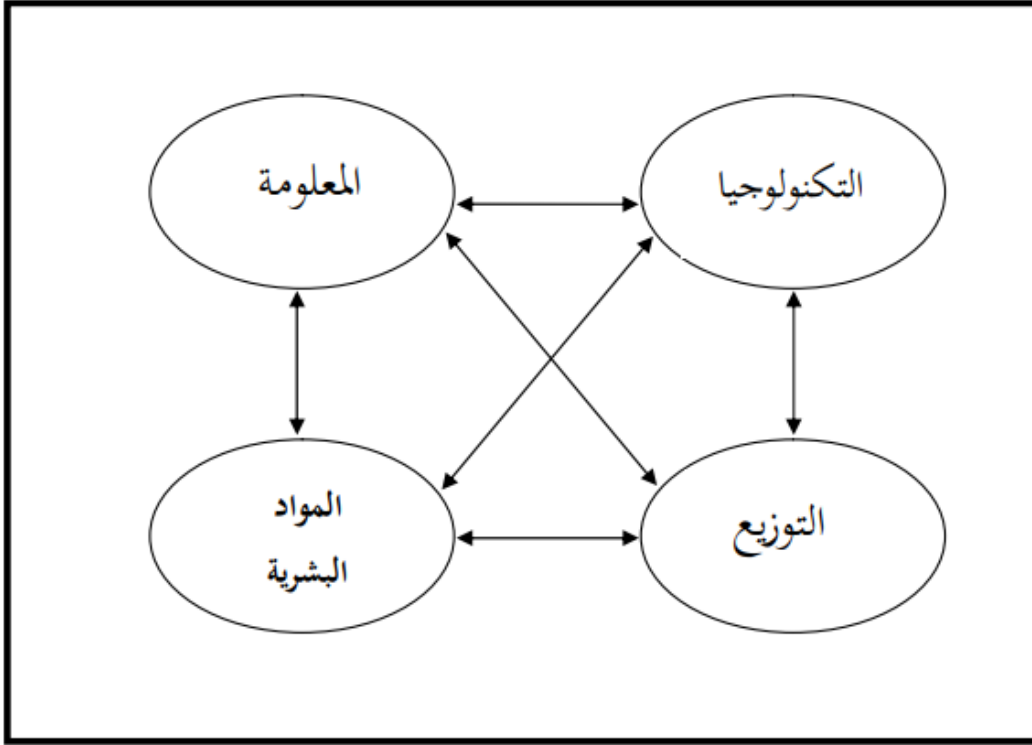 التكنولوجيا
المعلومة
التوزيع
المواد
البشرية